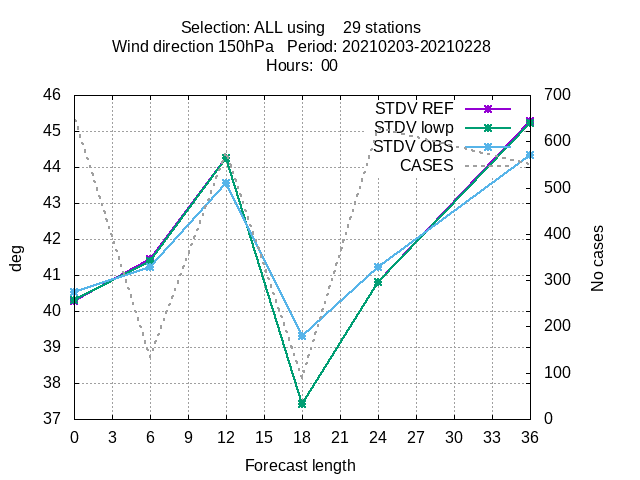 Selection: ALL using    29 stations
Wind direction 150hPa   Period: 20210203-20210228
Hours:  00
46 700
STDV REF
STDV lowp
STDV OBS
CASES
45 600
44 500
43
42 400
deg
No cases
41 300
40 200
39
38 100
37 0
0 3 6 9 12 15 18 21 24 27 30 33 36
Forecast length